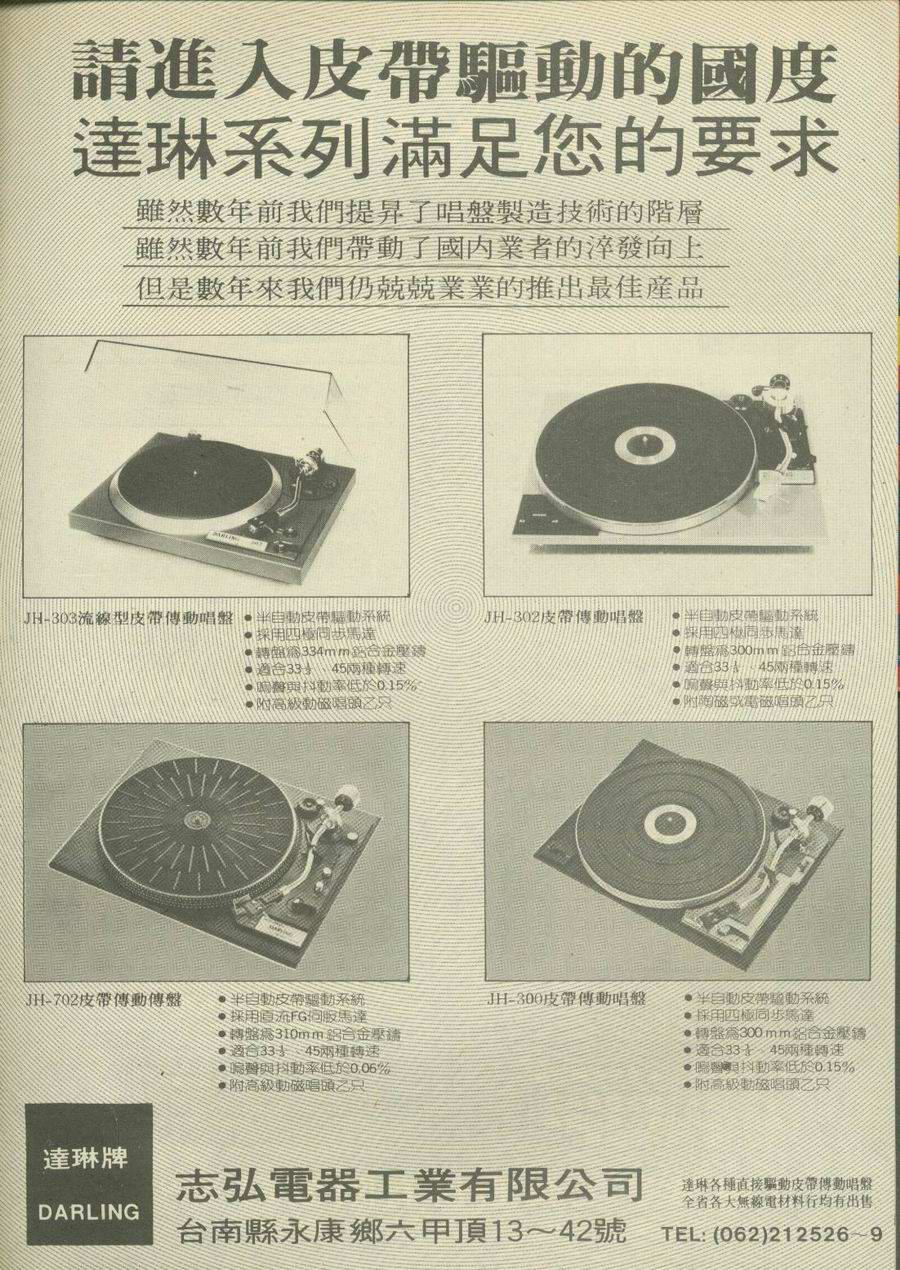 請進入皮帶驅動的國度
達琳系列滿足您的要求
雖然數年前我們提昇了唱盤製造技術的階層
雖然數年前我們帶動了國內業者的淬發向上
但是數年來我們仍兢兢業業的推出最佳產品
DARLING
JH-303流線型皮帶傳動唱盤
●半自動皮帶驅動系統
●採用四極同步馬達
●轉盤為334mm鋁合金壓鑄
●適合33⅓、45兩種轉速
●鳴聲與抖動率低於0.15%
●附高級動磁唱頭乙只
JH-302皮帶傳動唱盤
●半自動皮帶驅動系統
●採用四極同步馬達
●轉盤為300mm鋁合金壓鑄
●適合33⅓、45兩種轉速
●鳴聲與抖動率低於0.15%
●附陶磁或電磁唱頭乙只
DARLING
JH-702皮帶傳動傳盤
●半自動皮帶驅動系統
●採用直流FG伺服馬達
●轉盤為310mm鋁合金壓鑄
●適合33⅓、45兩種轉速
●鳴聲與抖動率低於0.06%
●附高級動磁唱頭乙只
JH-300皮帶傳動唱盤
●半自動皮帶驅動系統
●採用四極同步馬達
●轉盤為300mm鋁合金壓鑄
●適合33⅓、45兩種轉速
●鳴聲與抖動率低於0.15%
●附高級動磁唱頭乙只
達琳牌
DARLING
志弘電器工業有限公司
台南縣永康鄉六甲頂13～42號
達琳各種直接驅動皮帶傳動唱盤
全省各大無線電材料行均有出售
TEL: (062)212526～9